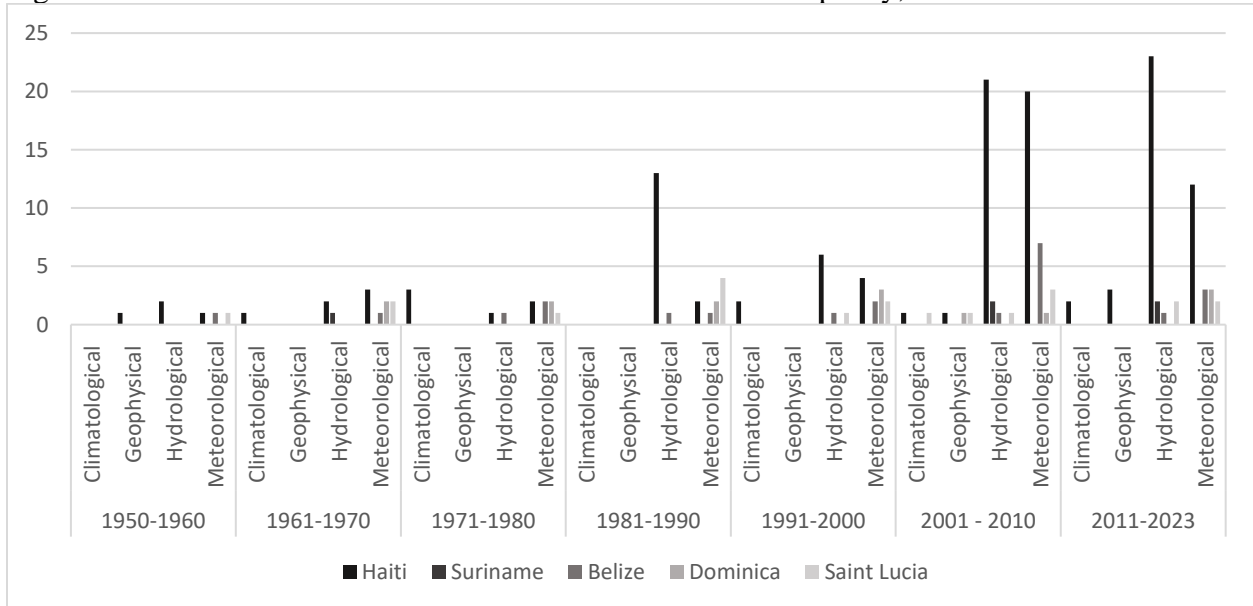 25
20
15
10
5
0
Climatological Geophysical Hydrological Meteorological Climatological Geophysical Hydrological Meteorological Climatological Geophysical Hydrological Meteorological Climatological Geophysical Hydrological Meteorological Climatological Geophysical Hydrological Meteorological Climatological Geophysical Hydrological Meteorological Climatological Geophysical Hydrological Meteorological
1950-1960 1961-1970 1971-1980 1981-1990 1991-2000 2001 - 2010 2011-2023
Haiti Suriname Belize Dominica Saint Lucia